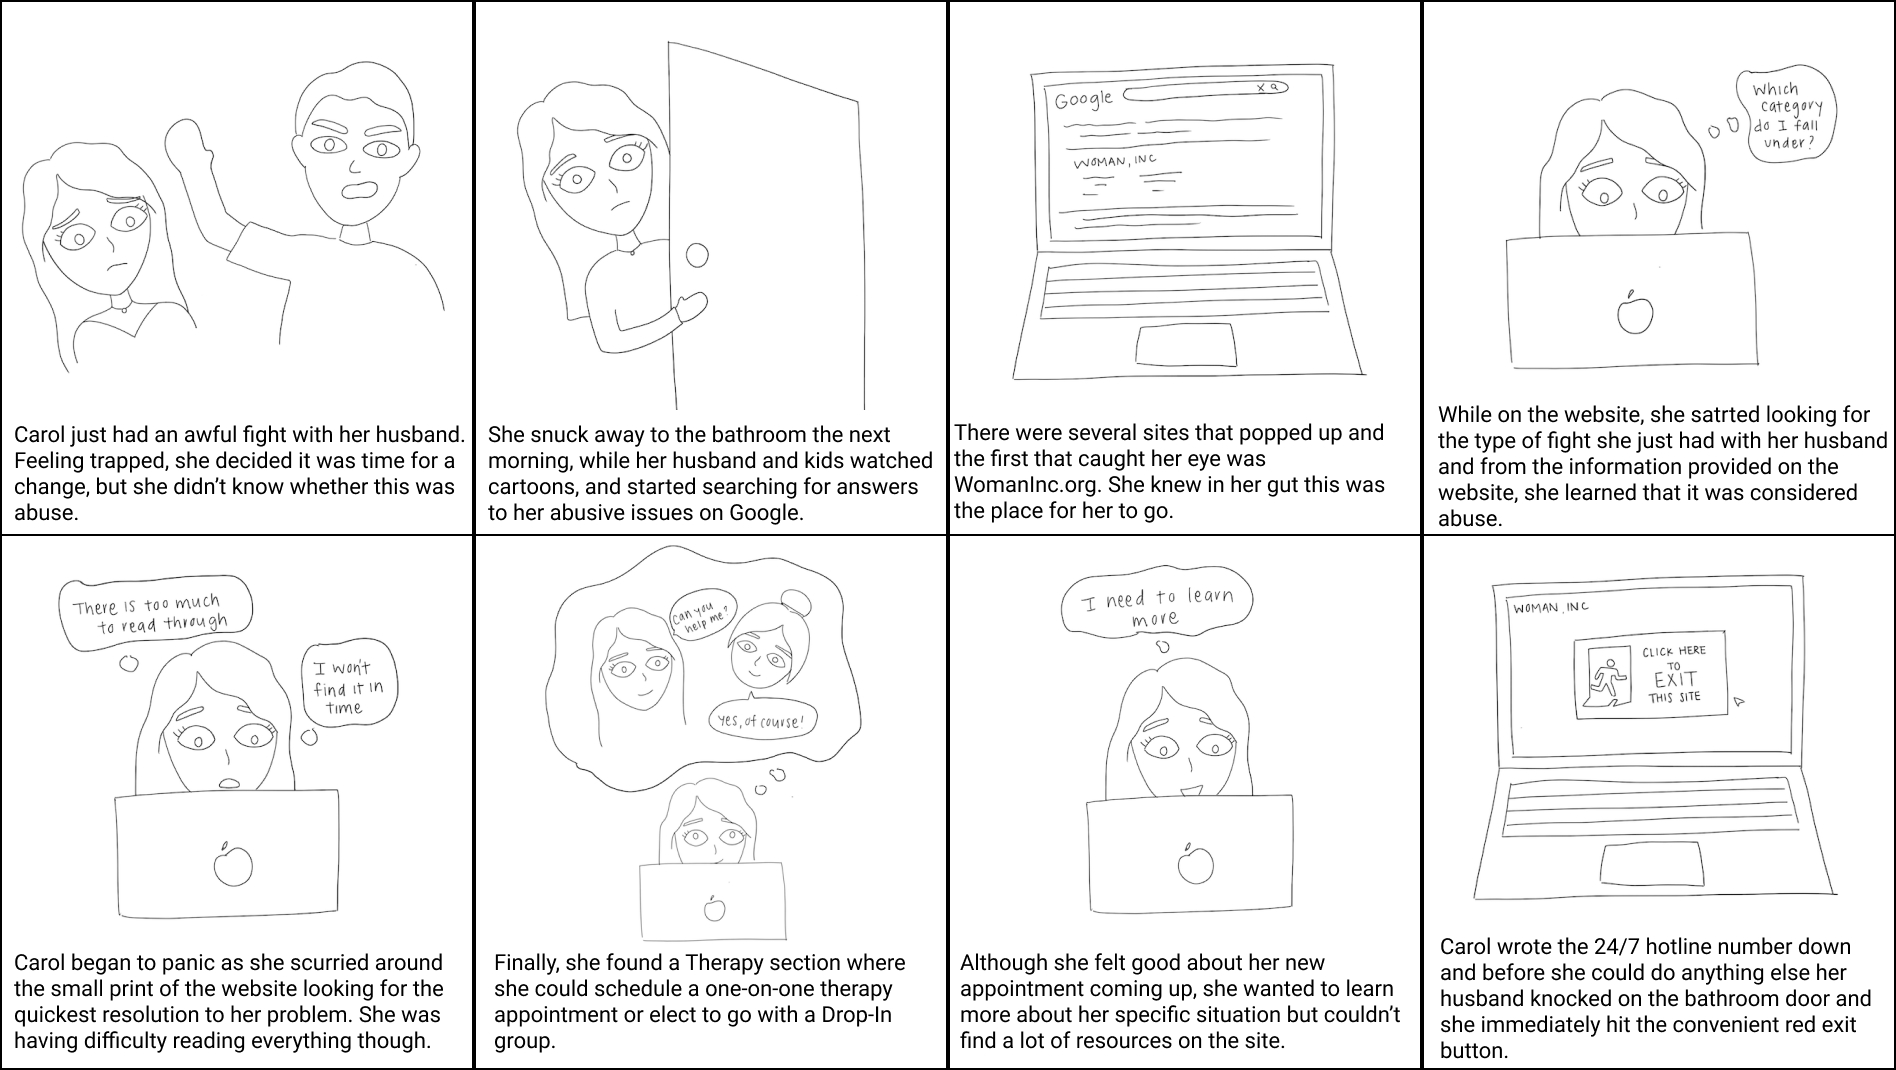 Carol just had an awful fight with her husband.
Feeling trapped, she decided it was time for a
change, but she didn't know whether this was
abuse.
She snuck away to the bathroom the next
morning, while her husband and kids watched
cartoons, and started searching for answers
to her abusive issues on Google.
Google
X
WOMAN, INC
There were several sites that popped up and
the first that caught her eye was
WomanInc.org. She knew in her gut this was
the place for her to go.
Which
category
do I fall
under?
While on the website, she satrted looking for
the type of fight she just had with her husband
and from the information provided on the
website, she learned that it was considered
abuse.
There is too much
to read through
I won't
find it in
time
Carol began to panic as she scurried around
the small print of the website looking for the
quickest resolution to her problem. She was
having difficulty reading everything though.
can you
help me?
yes, of course!
Finally, she found a Therapy section where
she could schedule a one-on-one therapy
appointment or elect to go with a Drop-In
group.
I need to learn
more
Although she felt good about her new
appointment coming up, she wanted to learn
more about her specific situation but couldn't
find a lot of resources on the site.
WOMAN, INC
CLICK HERE
TO
EXIT
THIS SITE
Carol wrote the 24/7 hotline number down
and before she could do anything else her
husband knocked on the bathroom door and
she immediately hit the convenient red exit
button.